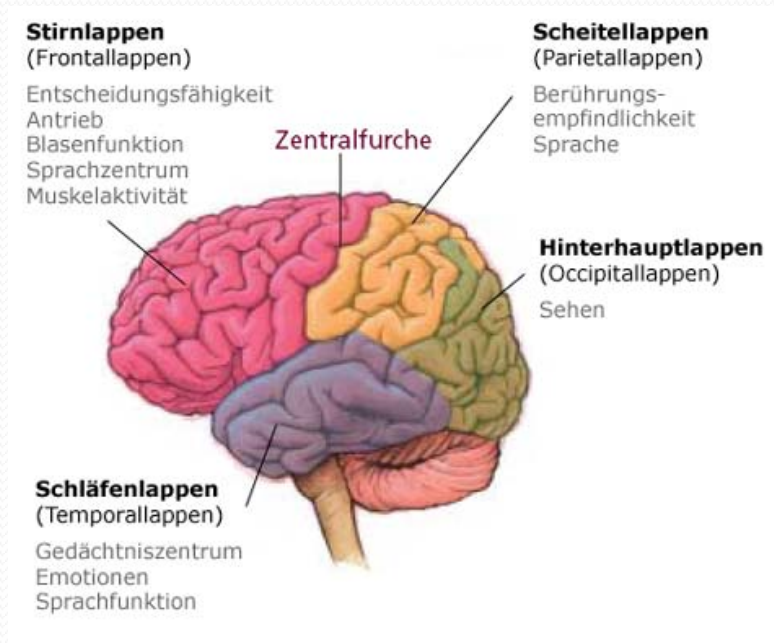 Stirnlappen
(Frontallappen)
Entscheidungsfähigkeit
Antrieb
Blasenfunktion
Sprachzentrum
Muskelaktivität
Zentralfurche
Scheitellappen
(Parietallappen)
Berührungs-
empfindlichkeit
Sprache
Hinterhauptlappen
(Occipitallappen)
Sehen
Schläfenlappen
(Temporallappen)
Gedächtniszentrum
Emotionen
Sprachfunktion